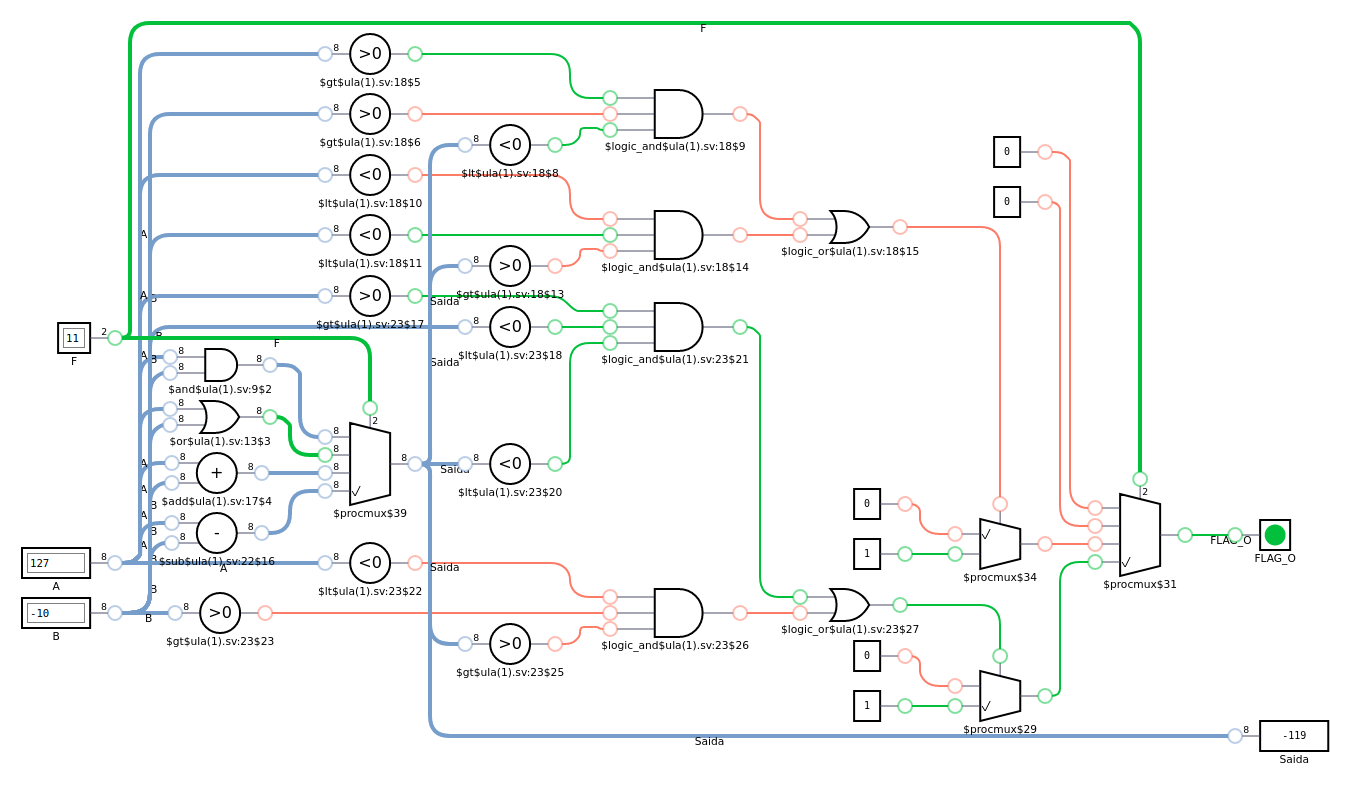 F
8
>0
$gt$ula(1).sv:18$5
8
>0
$gt$ula(1).sv:18$6
$logic_and$ula(1).sv:18$9
8
<0
$lt$ula(1).sv:18$8
0
8
<0
$lt$ula(1).sv:18$10
0
A
8
<0
$lt$ula(1).sv:18$11
$logic_and$ula(1).sv:18$14
$logic_or$ula(1).sv:18$15
8
>0
$gt$ula(1).sv:18$13
A
B
8
>0
$gt$ula(1).sv:23$17
Saida
8
<0
$lt$ula(1).sv:23$18
$logic_and$ula(1).sv:23$21
11
2
F
B
F
A
B
8
8
8
$and$ula(1).sv:9$2
Saida
8
8
8
$or$ula(1).sv:13$3
2
8
8
8
8
✓
8
$procmux$39
A
A
8
8
+
8
$add$ula(1).sv:17$4
Saida
8
<0
$lt$ula(1).sv:23$20
B
A
B
A
B
8
8
-
8
$sub$ula(1).sv:22$16
0
1
✓
$procmux$34
2
✓
$procmux$31
FLAG_O
FLAG_O
127
8
A
A
8
<0
$lt$ula(1).sv:23$22
Saida
-10
8
B
B
B
8
>0
$gt$ula(1).sv:23$23
$logic_and$ula(1).sv:23$26
$logic_or$ula(1).sv:23$27
8
>0
$gt$ula(1).sv:23$25
0
1
✓
$procmux$29
Saida
8
-119
Saida